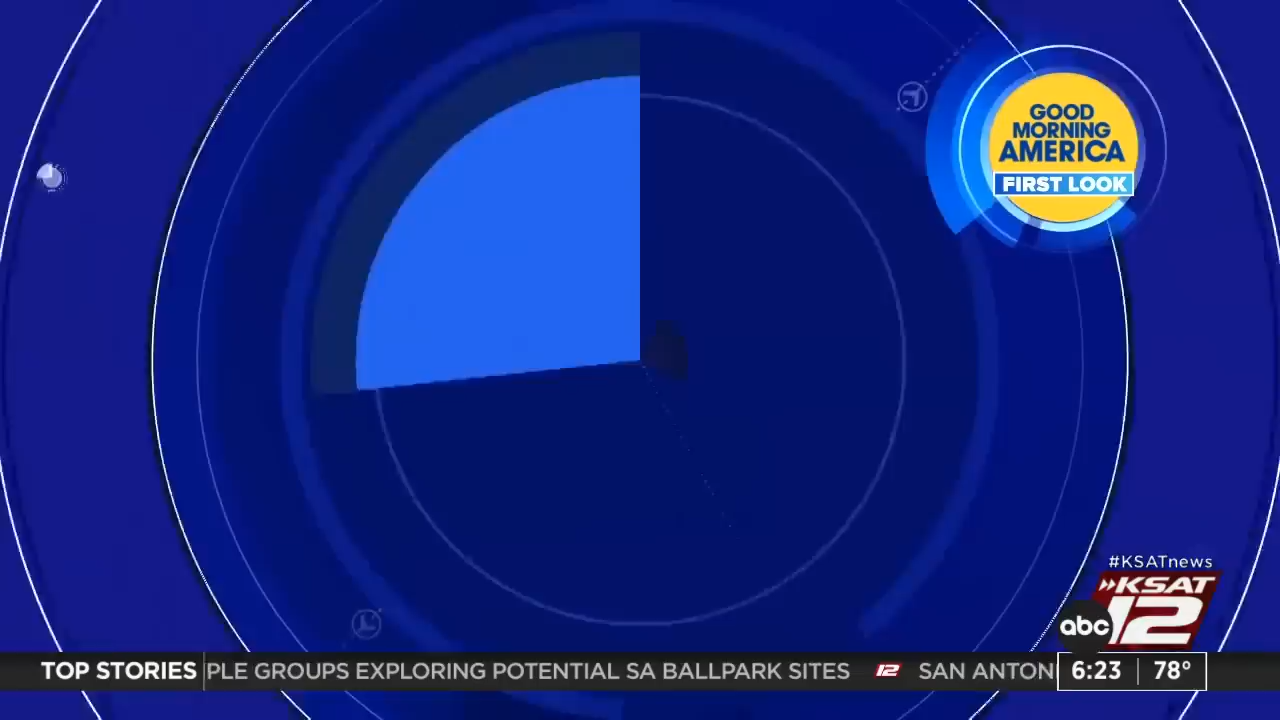 GOOD
MORNING
AMERICA
FIRST LOOK
#KSATnews
KSAT
12
abc
TOP STORIES PLE GROUPS EXPLORING POTENTIAL SA BALLPARK SITES 12 SAN ANTON 6:23 78°